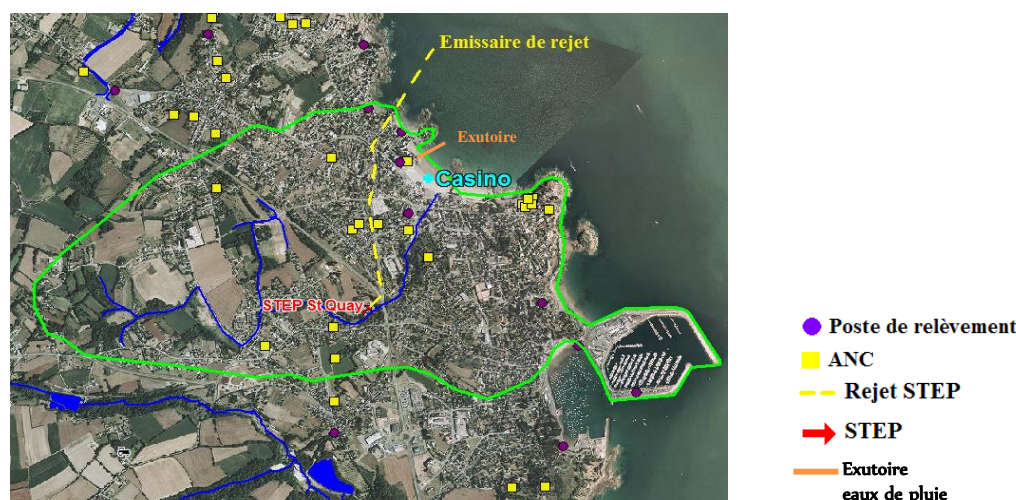 Emissaire de rejet
Exutoire
Casino
STEP St Quay
Poste de relèvement
ANC
Rejet STEP
STEP
Exutoire
eaux de pluie